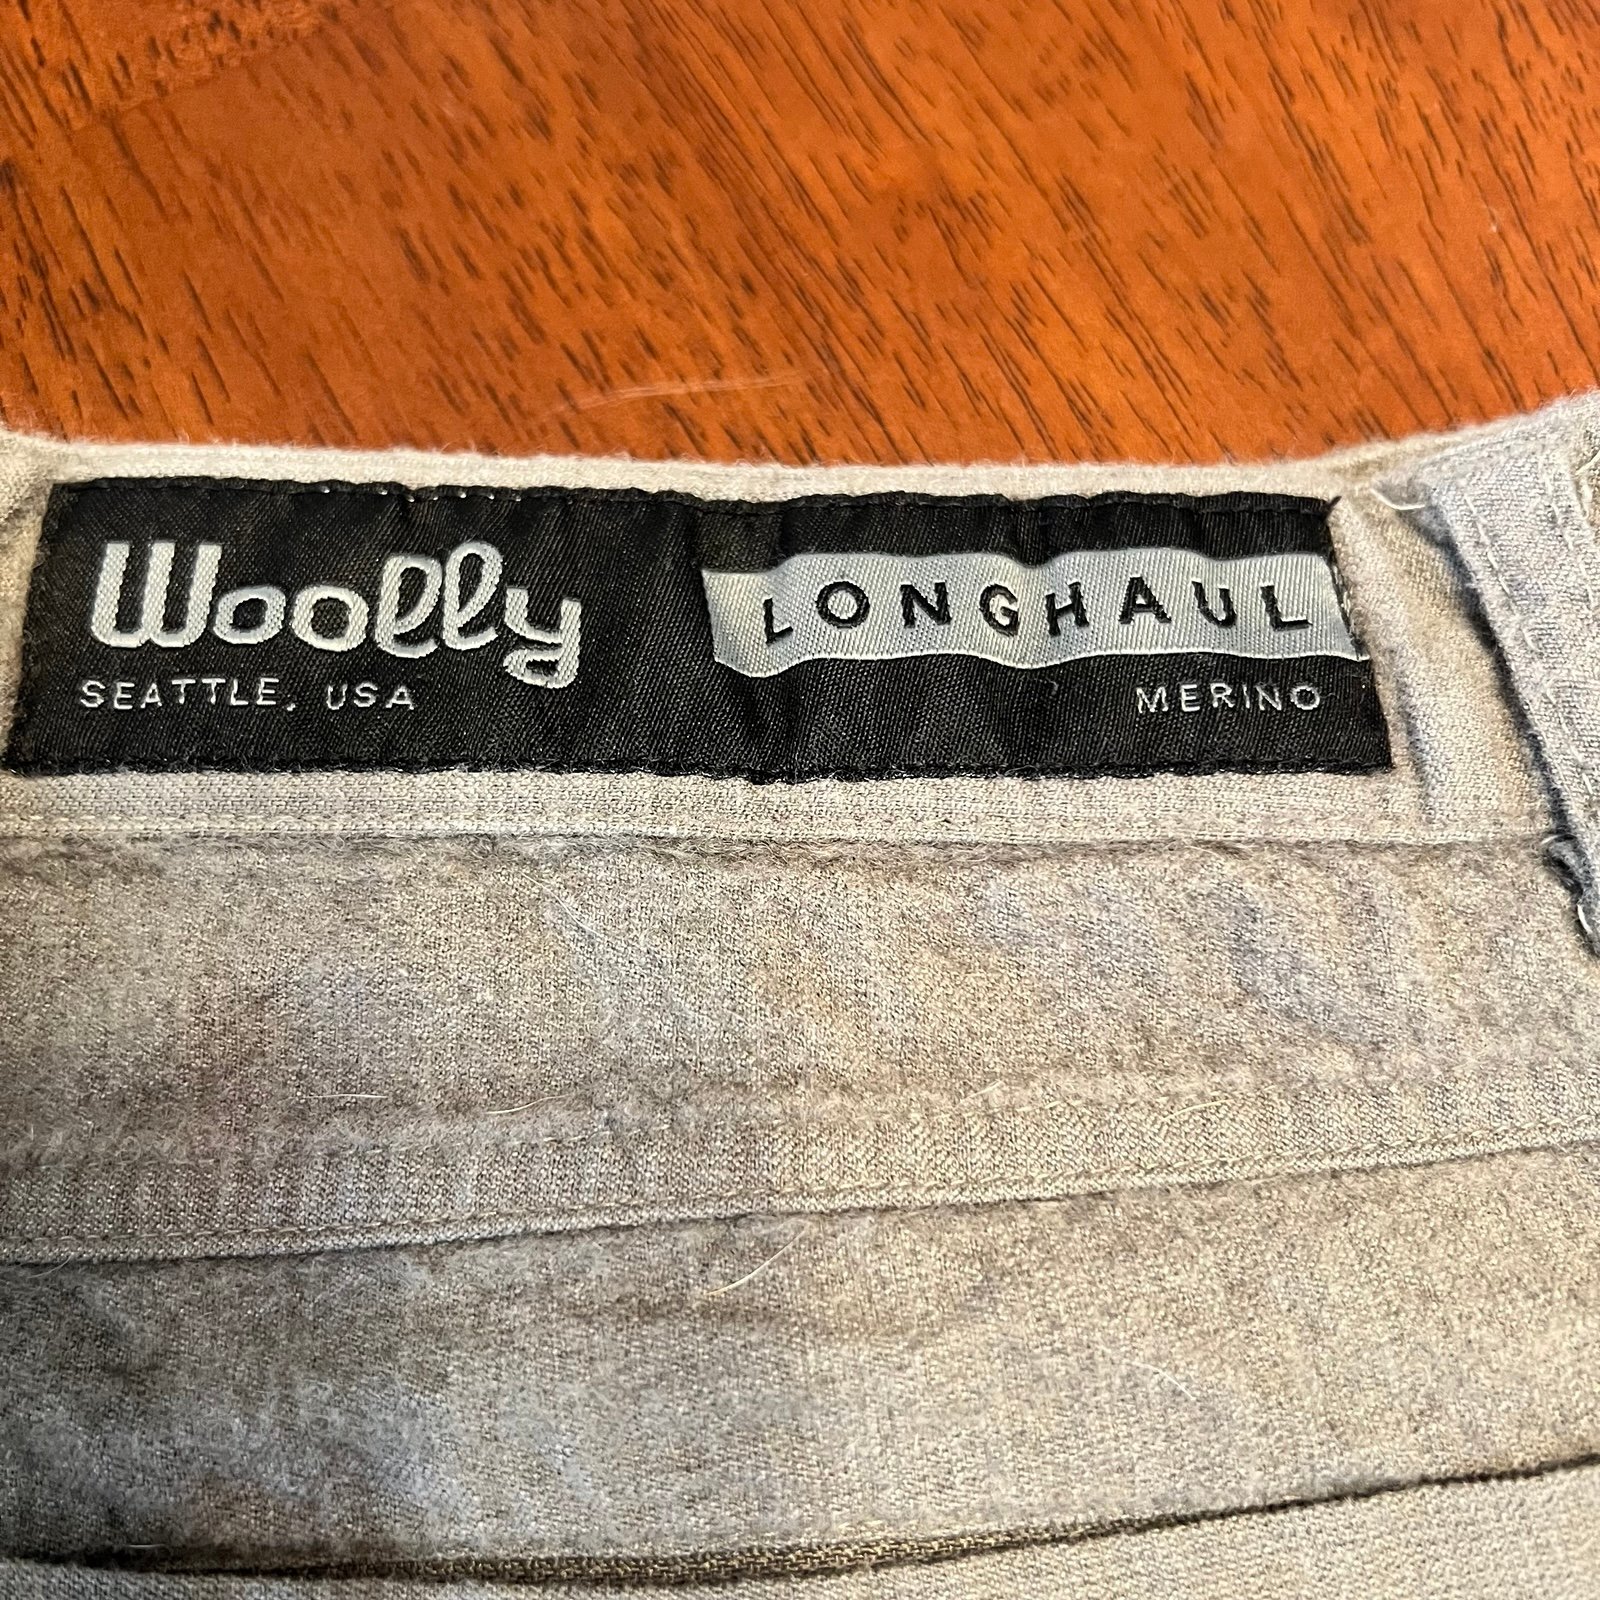 Woolly
SEATTLE, USA
LONGHAUL
MERINO